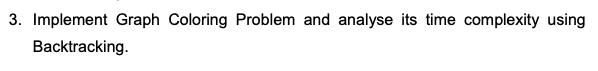 3. Implement Graph Coloring Problem and analyse its time complexity using
Backtracking.